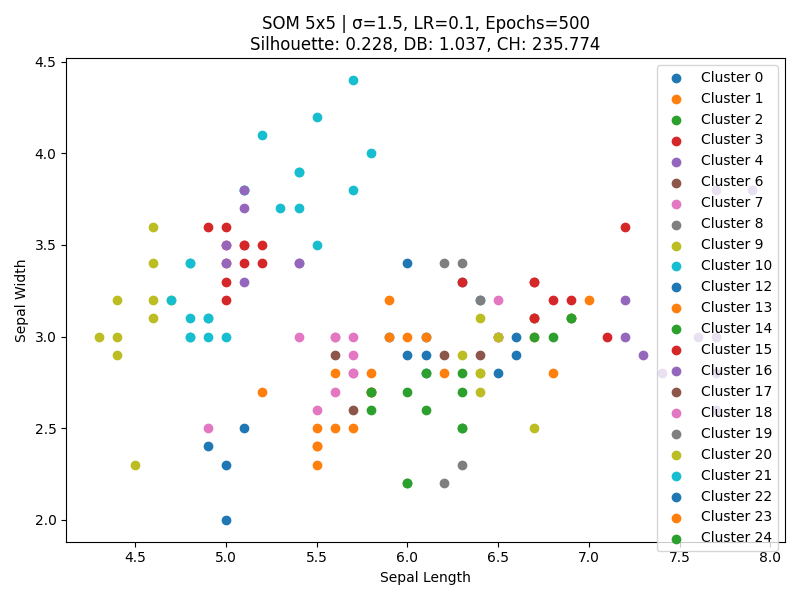 SOM 5x5 | σ=1.5, LR=0.1, Epochs=500
Silhouette: 0.228, DB: 1.037, CH: 235.774
4.5
4.0
3.5
3.0
2.5
2.0
Sepal Width
Cluster 0
Cluster 1
Cluster 2
Cluster 3
Cluster 4
Cluster 6
Cluster 7
Cluster 8
Cluster 9
Cluster 10
Cluster 12
Cluster 13
Cluster 14
Cluster 15
Cluster 16
Cluster 17
Cluster 18
Cluster 19
Cluster 20
Cluster 21
Cluster 22
Cluster 23
Cluster 24
4.5 5.0 5.5 6.0 6.5 7.0 7.5 8.0
Sepal Length